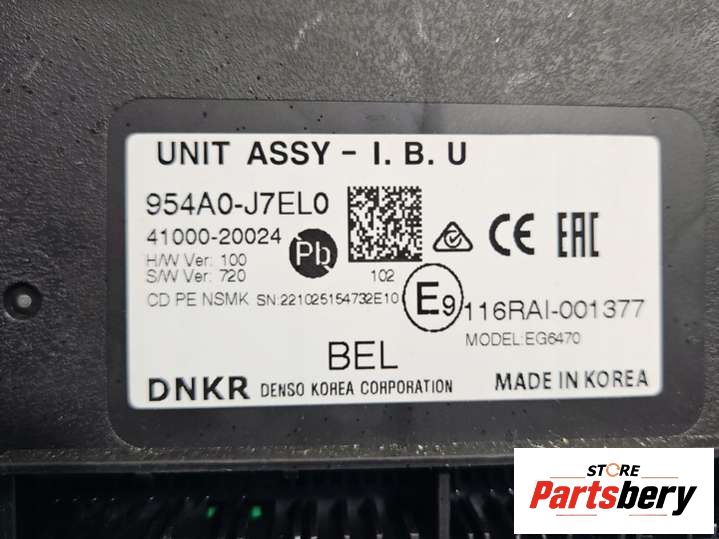 UNIT ASSY - I. B. U
954A0-J7EL0
41000-20024
Pb
H/W Ver: 100
S/W Ver: 720
102
CE
EAC
CD PE NSMK SN:221025154732E10
E9
116RAI-001377
MODEL:EG6470
BEL
DNKR DENSO KOREA CORPORATION
MADE IN KOREA
STORE
Partsbery